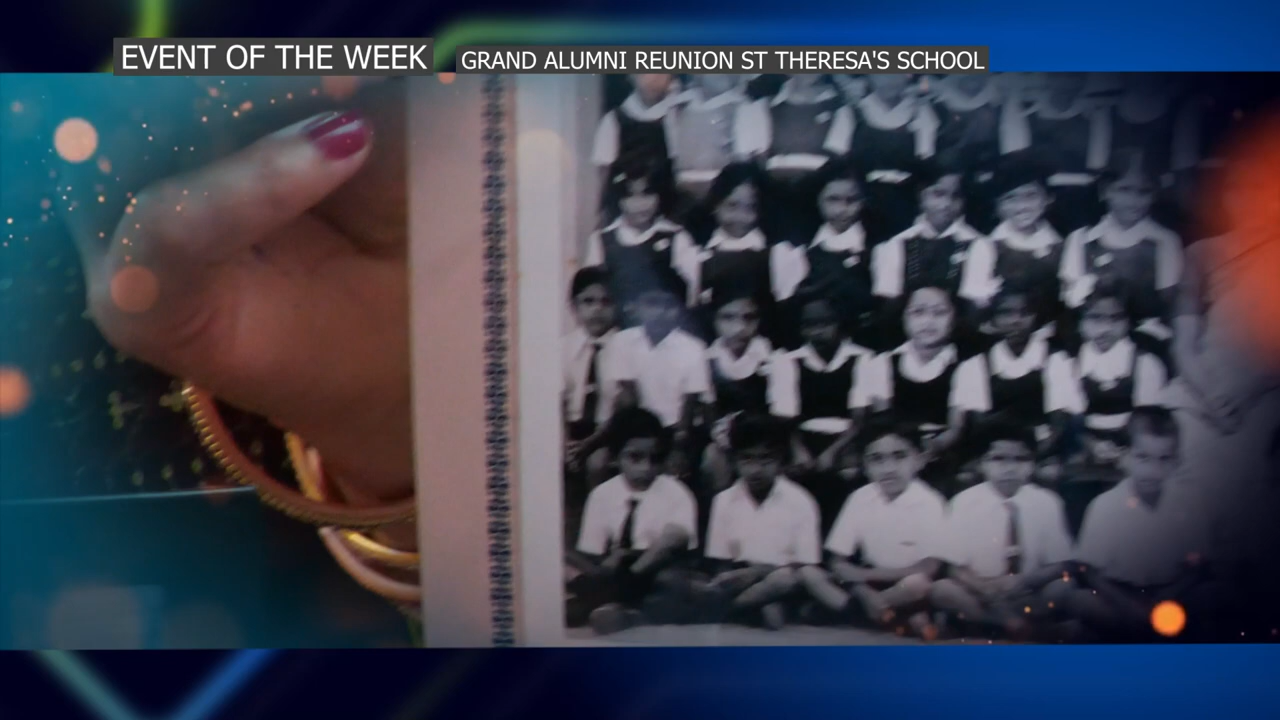 EVENT OF THE WEEK
GRAND ALUMNI REUNION ST THERESA'S SCHOOL